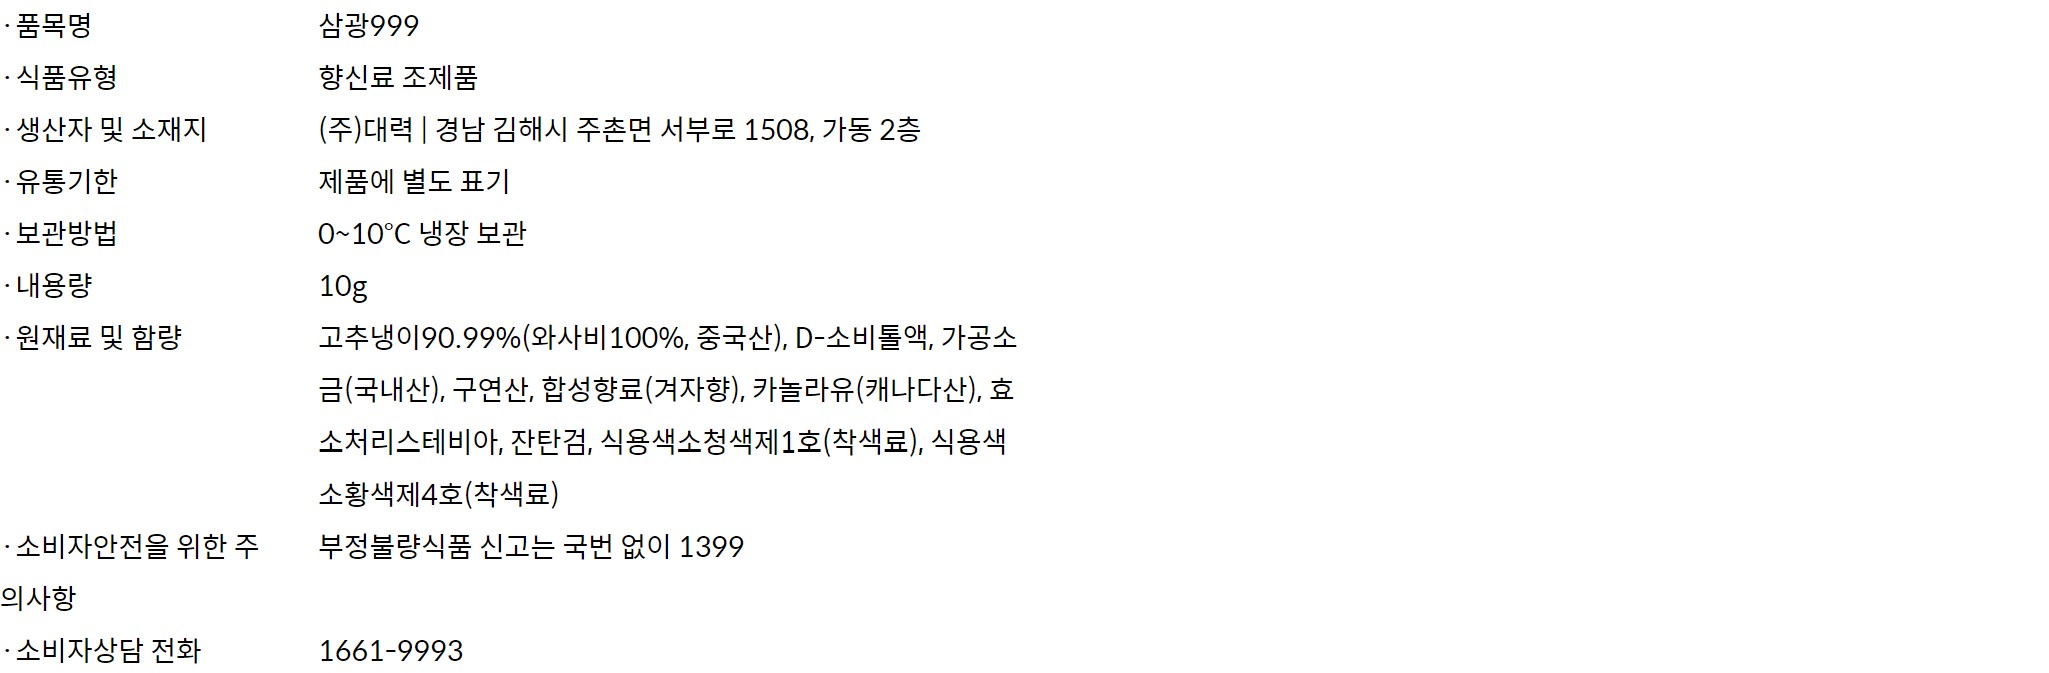 · 품목명 삼광999
· 식품유형 향신료 조제품
· 생산자 및 소재지 (주)대력 | 경남 김해시 주촌면 서부로 1508, 가동 2층
· 유통기한 제품에 별도 표기
· 보관방법 0~10°C 냉장 보관
· 내용량 10g
· 원재료 및 함량 고추냉이90.99%(와사비100%, 중국산), D-소비톨액, 가공소
금(국내산), 구연산, 합성향료(겨자향), 카놀라유(캐나다산), 효
소처리스테비아, 잔탄검, 식용색소청색제1호(착색료), 식용색
소황색제4호(착색료)
· 소비자안전을 위한 주 부정불량식품 신고는 국번 없이 1399
의사항
· 소비자상담 전화 1661-9993